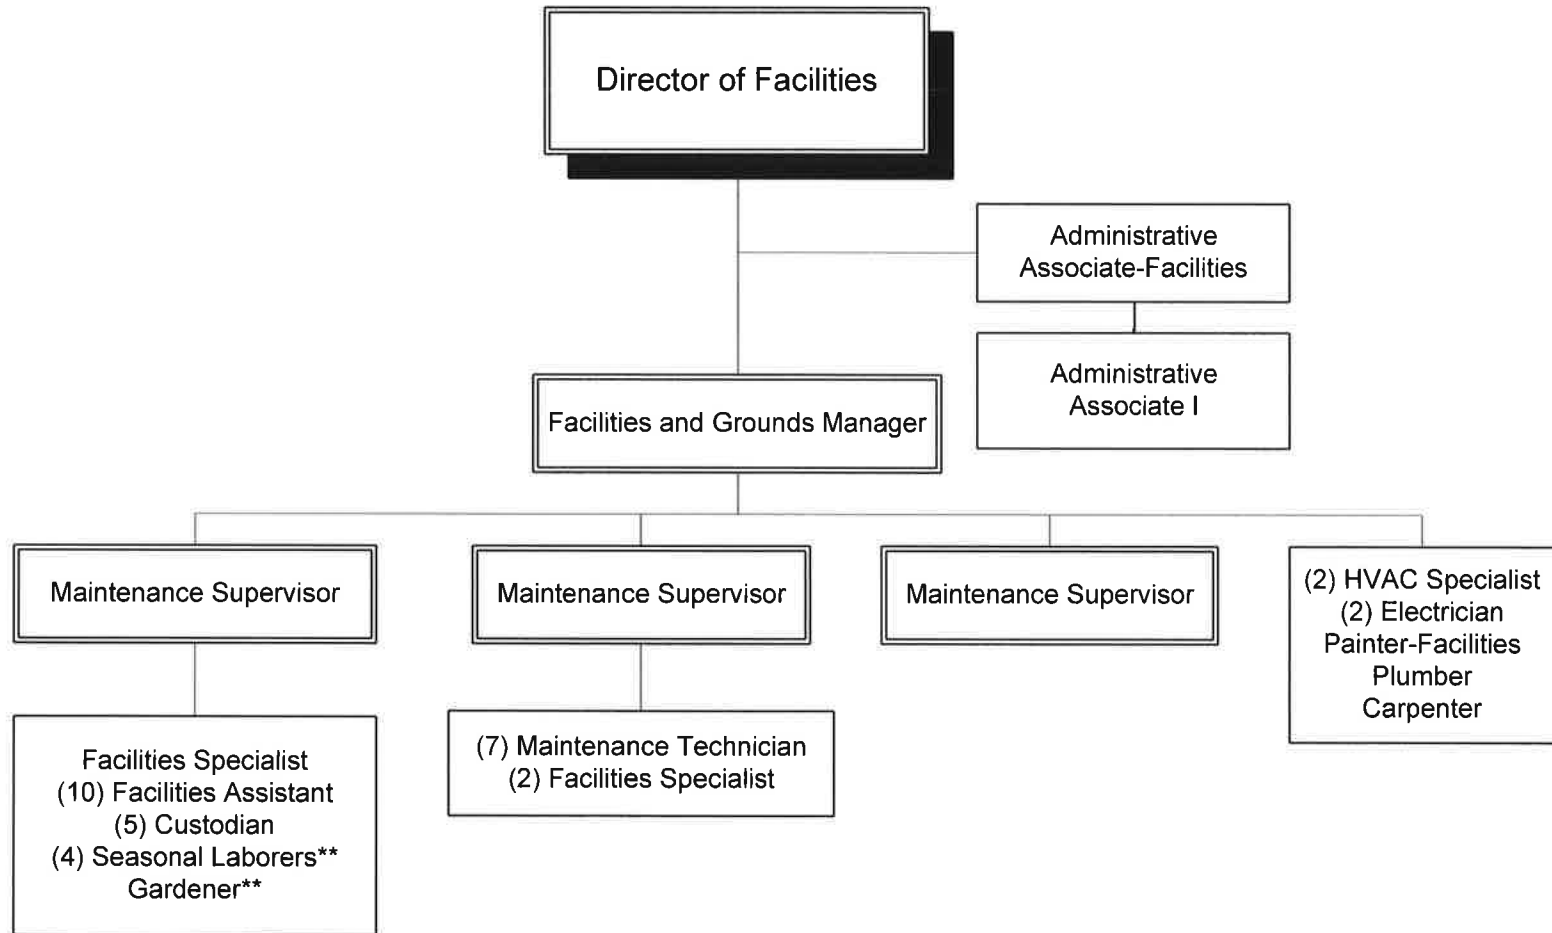 Director of Facilities
Administrative
Associate-Facilities
Administrative
Associate I
Facilities and Grounds Manager
Maintenance Supervisor
Maintenance Supervisor
Maintenance Supervisor
(2) HVAC Specialist
(2) Electrician
Painter-Facilities
Plumber
Carpenter
Facilities Specialist
(10) Facilities Assistant
(5) Custodian
(4) Seasonal Laborers**
Gardener**
(7) Maintenance Technician
(2) Facilities Specialist